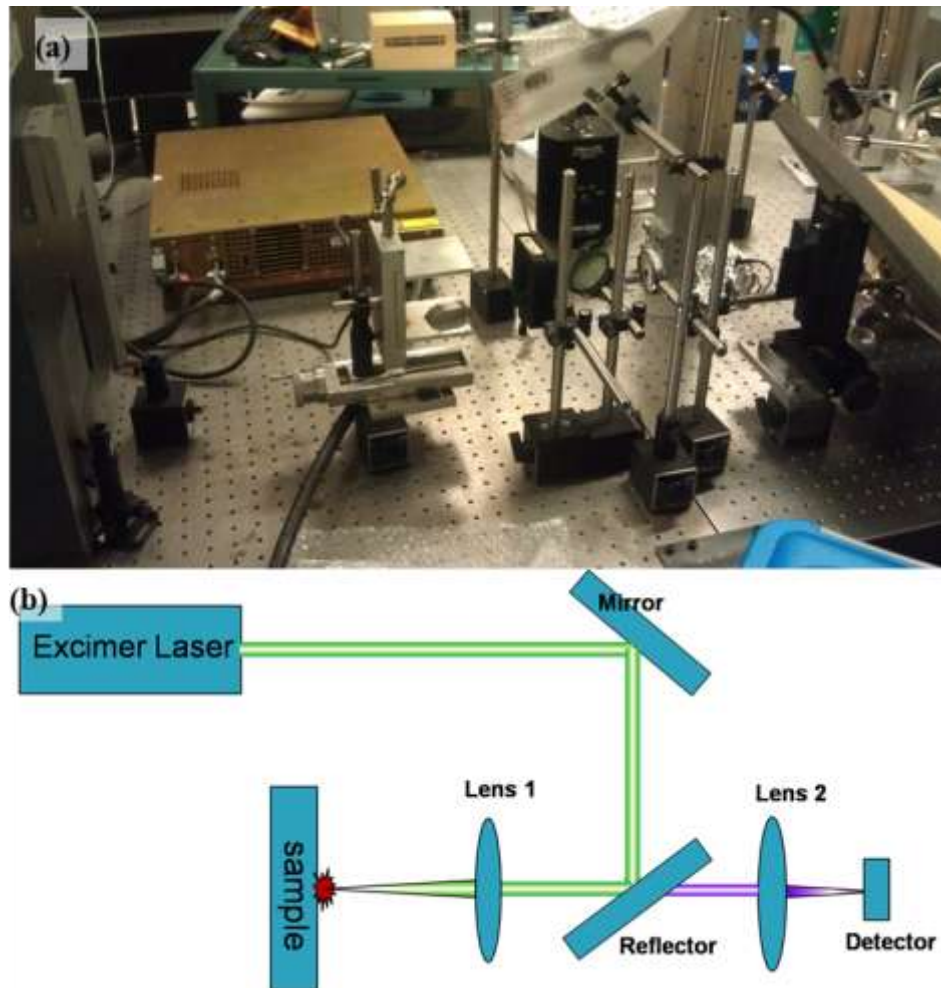 (a)
(b)
Mirror
Excimer Laser
Lens 1
Lens 2
sample
Reflector
Detector